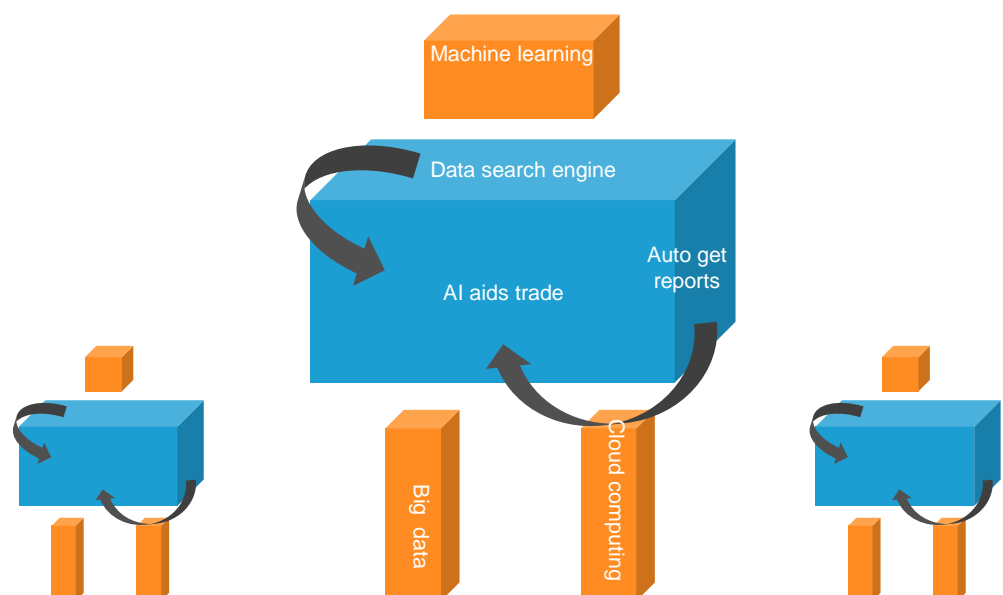 Machine learning
Data search engine
Auto get
reports
AI aids trade
Big data
Cloud computing